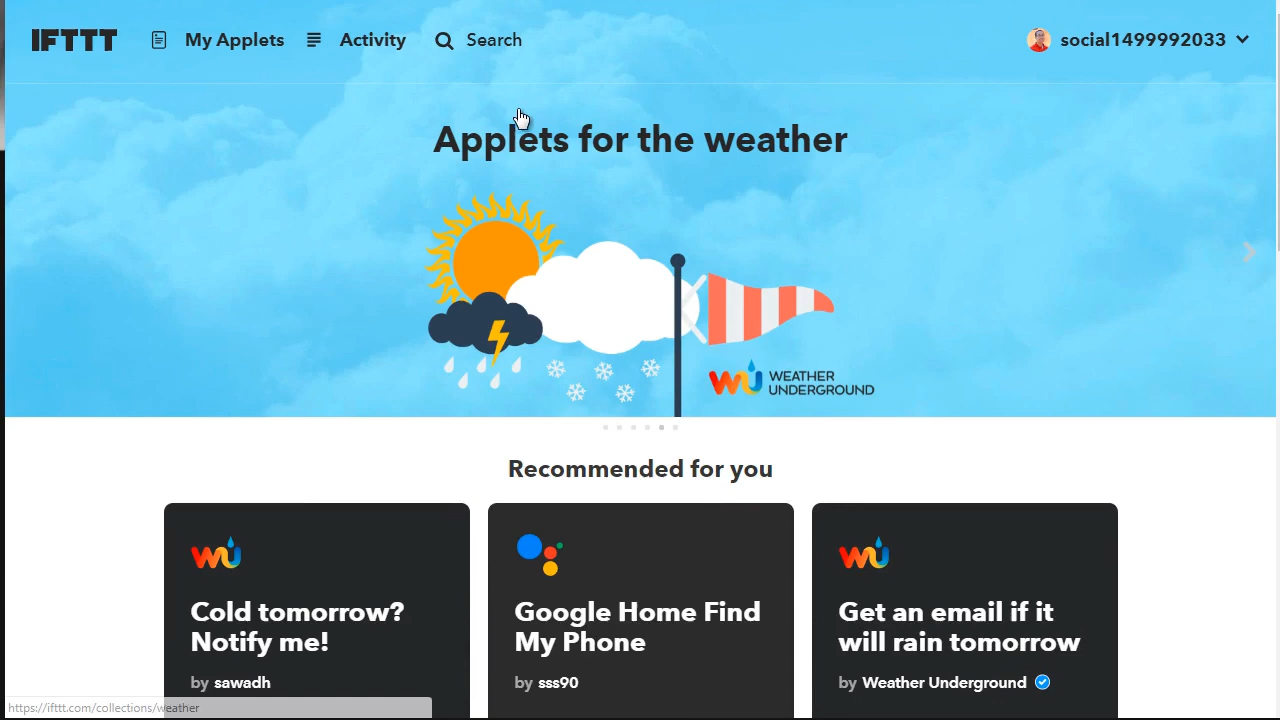 IFTTT My Applets Activity Search social1499992033
Applets for the weather
WEATHER
UNDERGROUND
Recommended for you
Cold tomorrow?
Notify me!
by sawadh
Google Home Find
My Phone
by sss90
Get an email if it
will rain tomorrow
by Weather Underground
https://ifttt.com/collections/weather